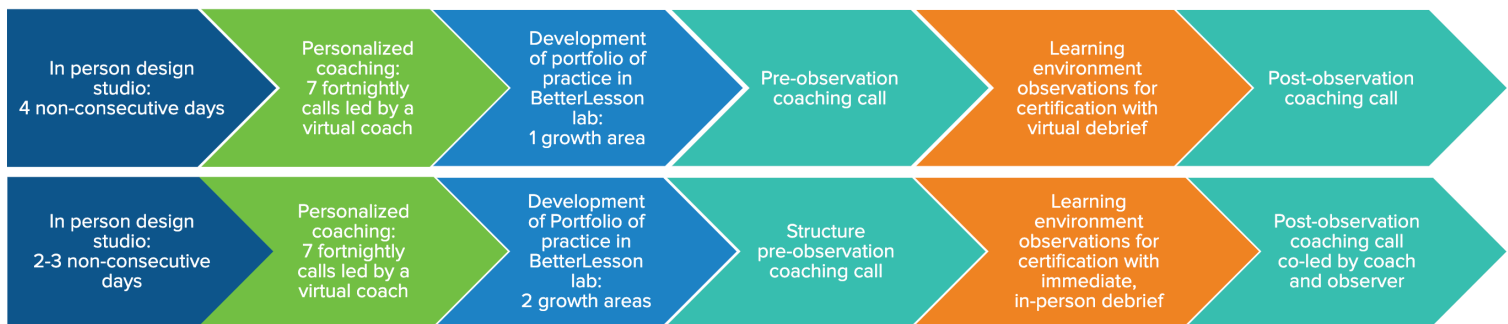 In person design
studio:
4 non-consecutive days
Personalized
coaching:
7 fortnightly
calls led by a
virtual coach
Development
of portfolio of
practice in
BetterLesson
lab:
1 growth area
Pre-observation
coaching call
Learning
environment
observations for
certification with
virtual debrief
Post-observation
coaching call
In person design
studio:
2-3 non-consecutive
days
Personalized
coaching:
7 fortnightly
calls led by a
virtual coach
Development
of Portfolio of
practice in
BetterLesson
lab:
2 growth areas
Structure
pre-observation
coaching call
Learning
environment
observations for
certification with
immediate,
in-person debrief
Post-observation
coaching call
co-led by coach
and observer